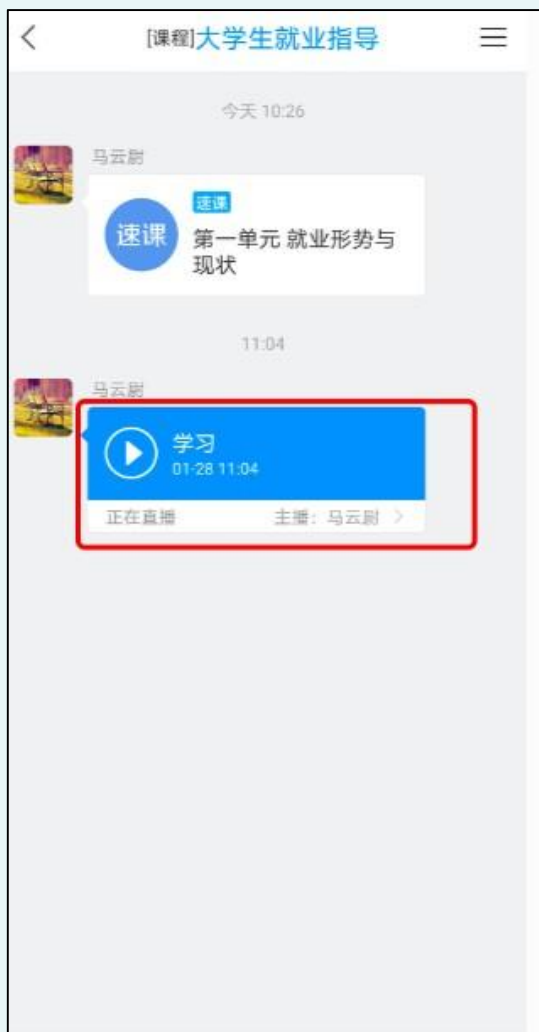 [课程]大学生就业指导
今天 10:26
马云尉
速课
速课
第一单元 就业形势与
现状
11:04
马云尉
学习
01-28 11:04
正在直播
主播：马云尉